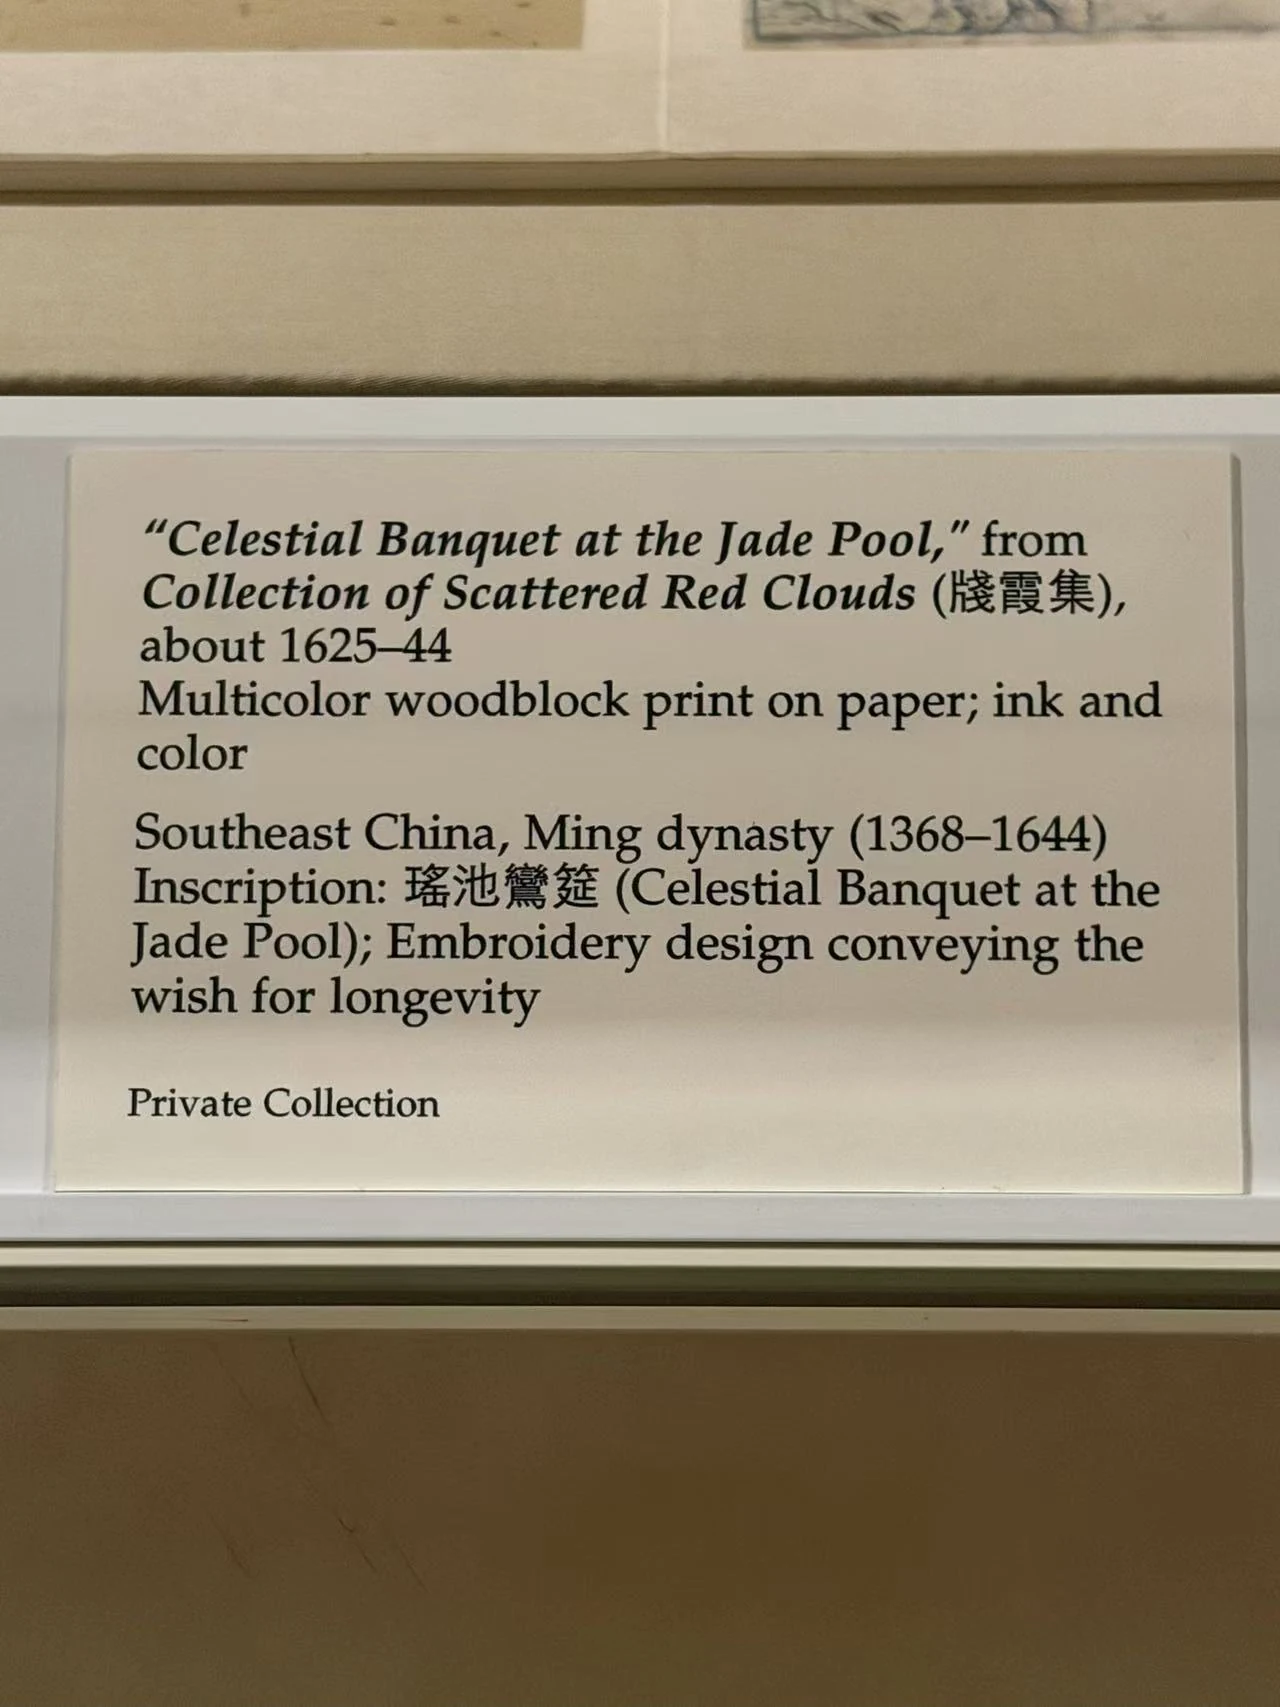 “Celestial Banquet at the Jade Pool,” from
Collection of Scattered Red Clouds (牋霞集),
about 1625–44
Multicolor woodblock print on paper; ink and
color
Southeast China, Ming dynasty (1368–1644)
Inscription: 瑤池鸞筵 (Celestial Banquet at the
Jade Pool); Embroidery design conveying the
wish for longevity
Private Collection